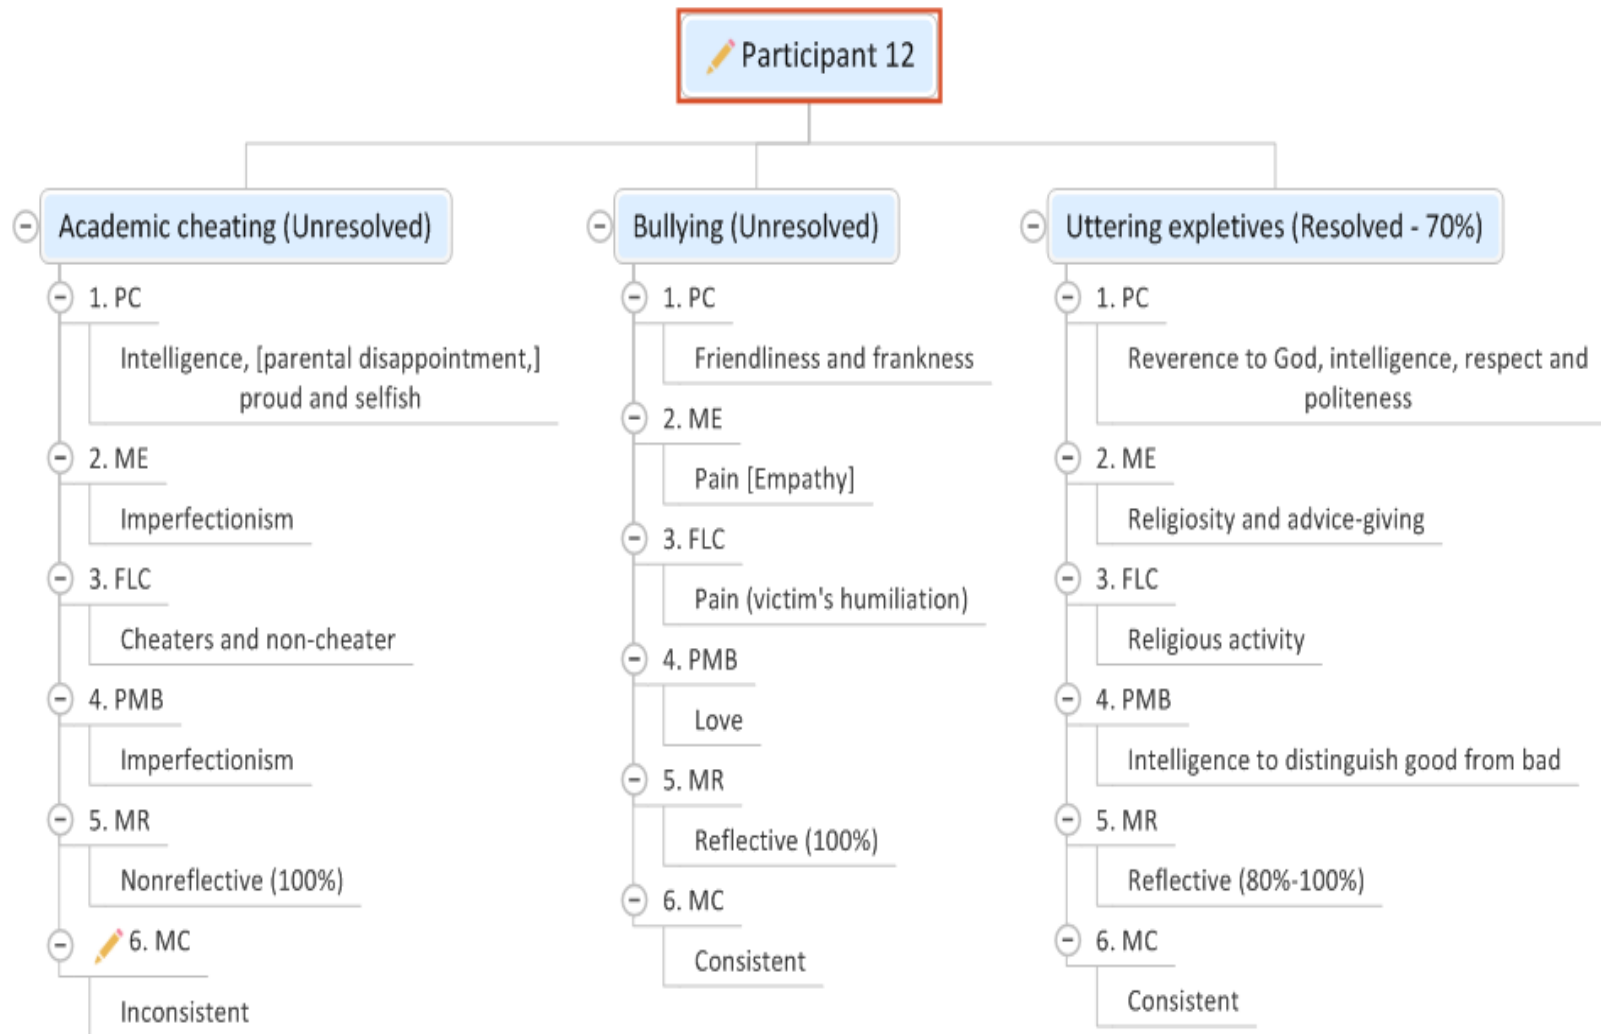 Participant 12
Academic cheating (Unresolved)
1. PC
Intelligence, [parental disappointment,]
proud and selfish
2. ME
Imperfectionism
3. FLC
Cheaters and non-cheater
4. PMB
Imperfectionism
5. MR
Nonreflective (100%)
6. MC
Inconsistent
Bullying (Unresolved)
1. PC
Friendliness and frankness
2. ME
Pain [Empathy]
3. FLC
Pain (victim's humiliation)
4. PMB
Love
5. MR
Reflective (100%)
6. MC
Consistent
Uttering expletives (Resolved - 70%)
1. PC
Reverence to God, intelligence, respect and
politeness
2. ME
Religiosity and advice-giving
3. FLC
Religious activity
4. PMB
Intelligence to distinguish good from bad
5. MR
Reflective (80%-100%)
6. MC
Consistent